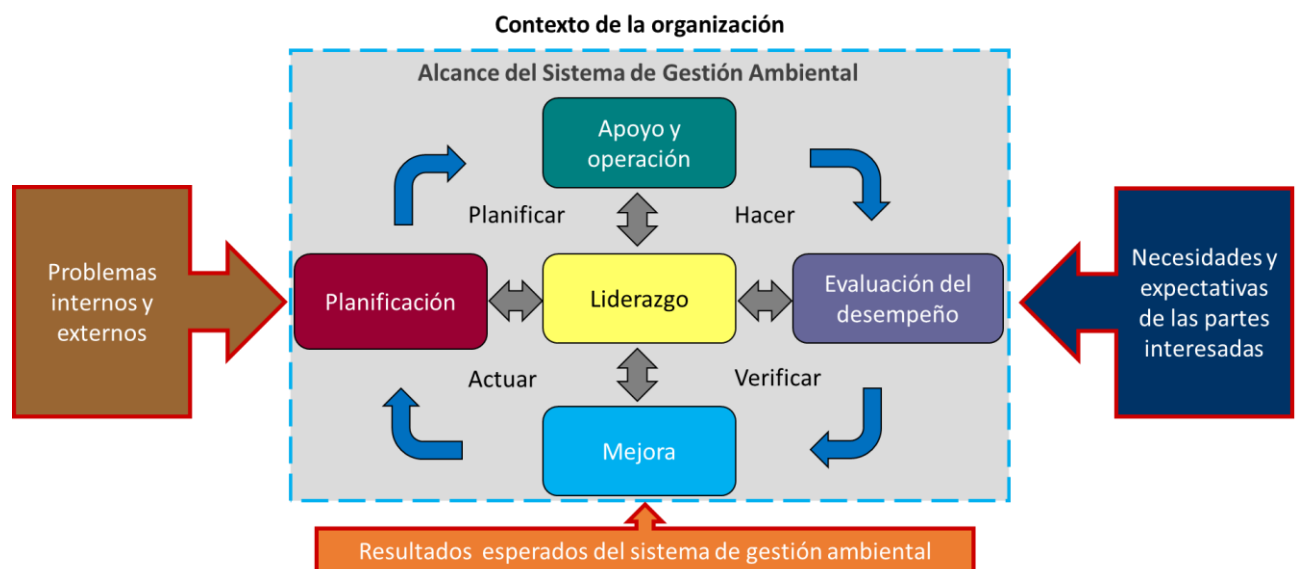 Contexto de la organización
Alcance del Sistema de Gestión Ambiental
Apoyo y
operación
Planificar
Hacer
Problemas
internos y
externos
Planificación
Liderazgo
Evaluación del
desempeño
Necesidades y
expectativas
de las partes
interesadas
Actuar
Verificar
Mejora
Resultados esperados del sistema de gestión ambiental